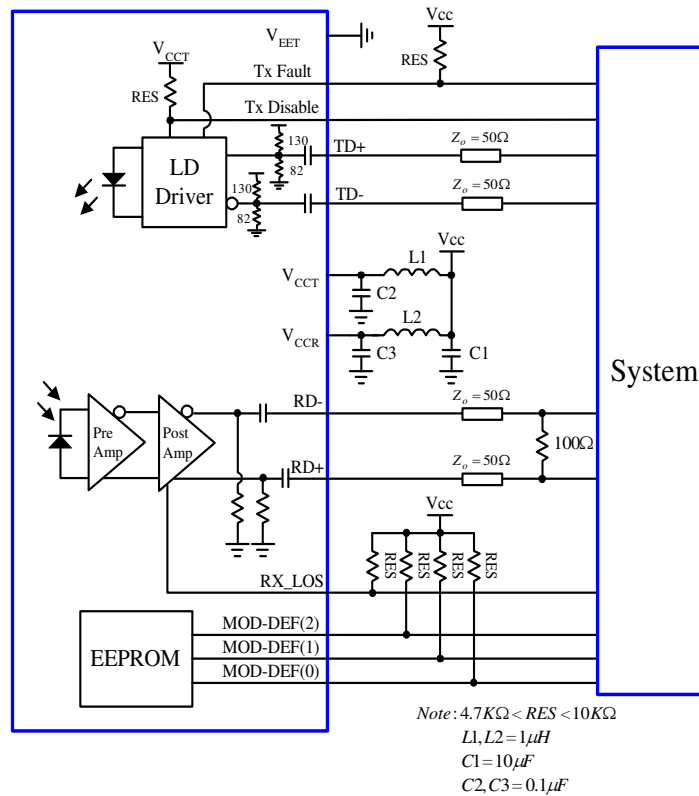 V_EET
Vcc
V_CCT
RES
RES
Tx Fault
Tx Disable
130
82
TD+
Z_o = 50Ω
LD
Driver
130
82
TD-
Z_o = 50Ω
Vcc
L1
V_CCT
C2
L2
V_CCR
C3
C1
System
RD-
Z_o = 50Ω
Pre
Amp
Post
Amp
100Ω
RD+
Z_o = 50Ω
Vcc
RES
RES
RES
RES
RX_LOS
EEPROM
MOD-DEF(2)
MOD-DEF(1)
MOD-DEF(0)
Note: 4.7KΩ < RES < 10KΩ
L1, L2 = 1μH
C1 = 10μF
C2, C3 = 0.1μF